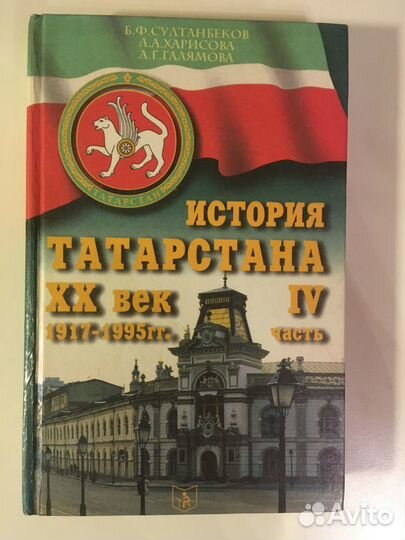 Б.Ф.СУЛТАНБЕКОВ
Л.А.ХАРИСОВА
А.Г.ГАЛЯМОВА
ТАТАРСТАН
ИСТОРИЯ
ТАТАРСТАНА
XX век IV
1917-1995гг. часть
Avito